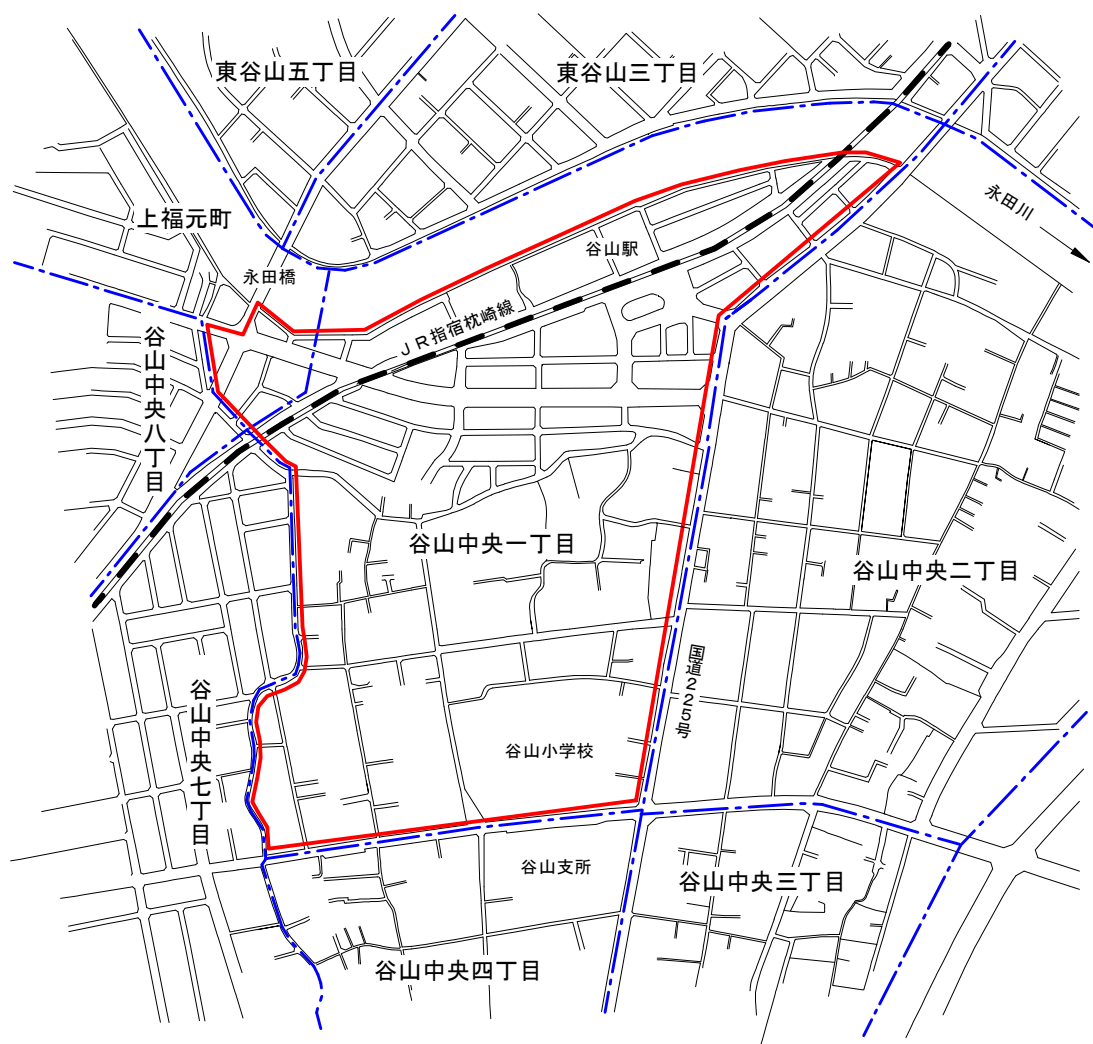 東谷山五丁目
東谷山三丁目
永田川
上福元町
谷山駅
永田橋
JR指宿枕崎線
谷山中央八丁目
谷山中央一丁目
谷山中央二丁目
国道225号
谷山中央七丁目
谷山小学校
谷山支所
谷山中央三丁目
谷山中央四丁目